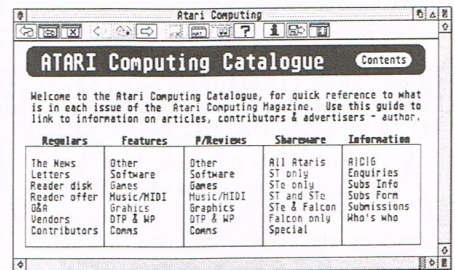 Atari Computing
ATARI Computing Catalogue
Contents
Welcome to the Atari Computing Catalogue, for quick reference to what
is in each issue of the Atari Computing Magazine. Use this guide to
link to information on articles, contributors & advertisers - author.
Regulars Features P/Reviews Shareware Information
The News Other Other All Ataris A|C|G
Letters Software Software ST only Enquiries
Reader disk Games Games STe only Subs Info
Reader offer Music/MIDI Music/MIDI ST and STe Subs Form
Q&A Grahics Graphics STe & Falcon Submissions
Vendors DTP & WP DTP & WP Falcon only Who's who
Contributors Comms Comms Special